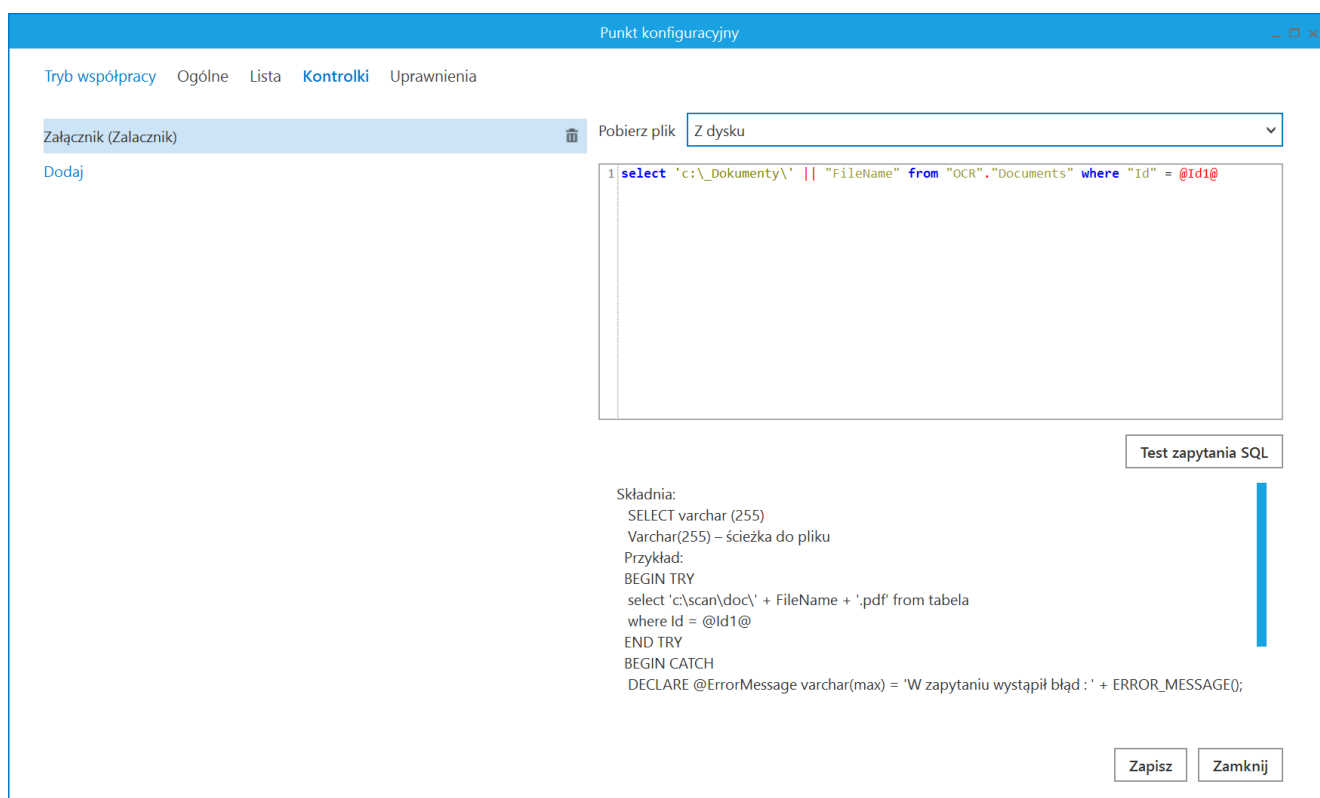 Punkt konfiguracyjny
Tryb współpracy Ogólne Lista Kontrolki Uprawnienia
Załącznik (Zalacznik)
Dodaj
Pobierz plik Z dysku
1 select 'c:\_Dokumenty\' || "FileName" from "OCR"."Documents" where "Id" = @Id1@
Test zapytania SQL
Składnia:
SELECT varchar (255)
Varchar(255) – ścieżka do pliku
Przykład:
BEGIN TRY
select 'c:\scan\doc\' + FileName + '.pdf' from tabela
where Id = @Id1@
END TRY
BEGIN CATCH
DECLARE @ErrorMessage varchar(max) = 'W zapytaniu wystąpił błąd : ' + ERROR_MESSAGE();
Zapisz Zamknij